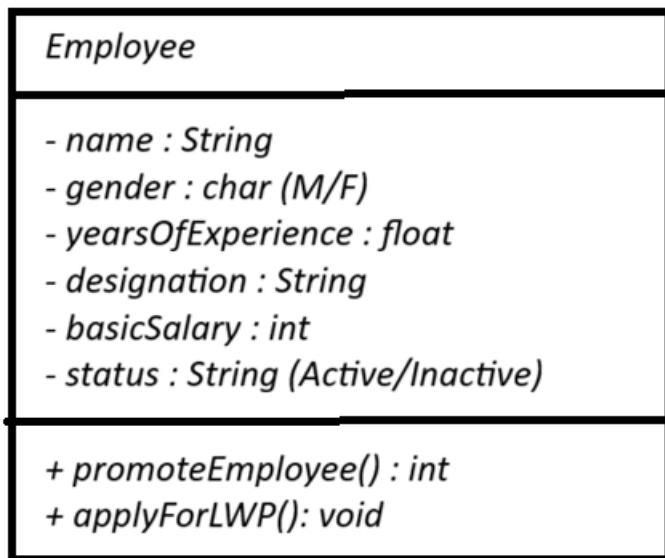 Employee
- name : String
- gender : char (M/F)
- yearsOfExperience : float
- designation : String
- basicSalary : int
- status : String (Active/Inactive)
+ promoteEmployee() : int
+ applyForLWP(): void